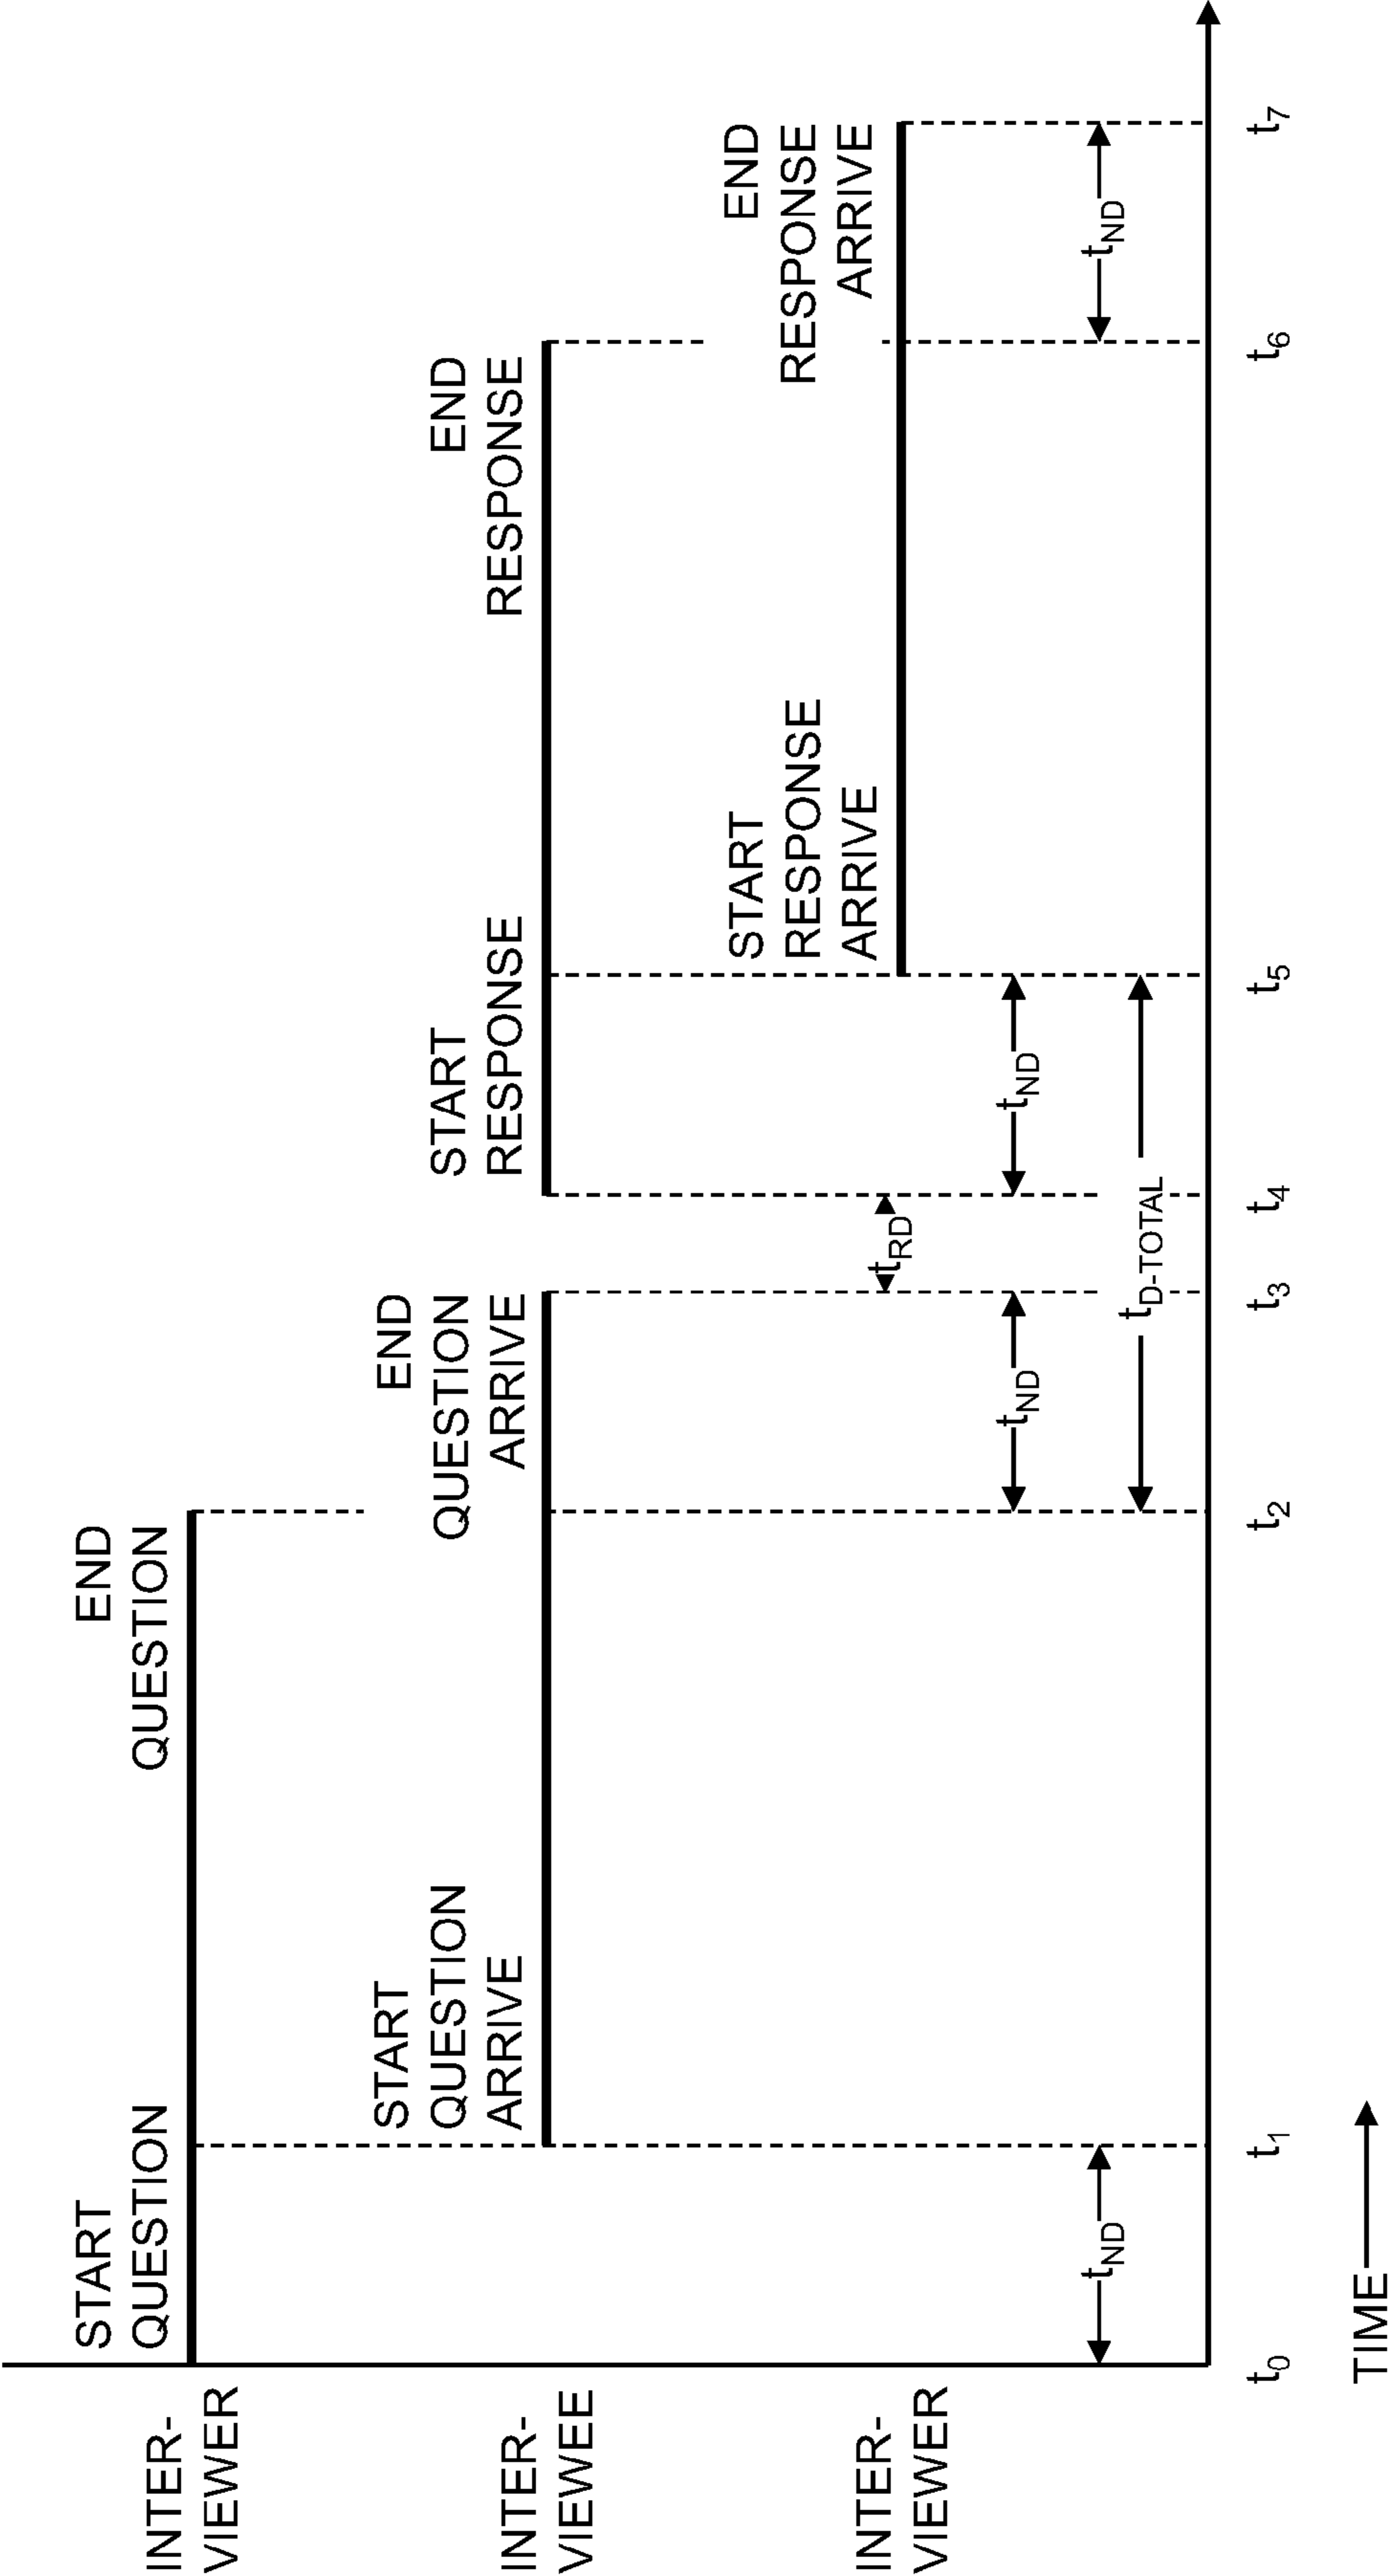 START
QUESTION
END
QUESTION
INTER-
VIEWER
START
QUESTION
ARRIVE
END
QUESTION
ARRIVE
START
RESPONSE
END
RESPONSE
INTER-
VIEWEE
START
RESPONSE
ARRIVE
END
RESPONSE
ARRIVE
INTER-
VIEWER
tRD
tND
tND
tND
tND
tD-TOTAL
t0
t1
t2
t3
t4
t5
t6
t7
TIME